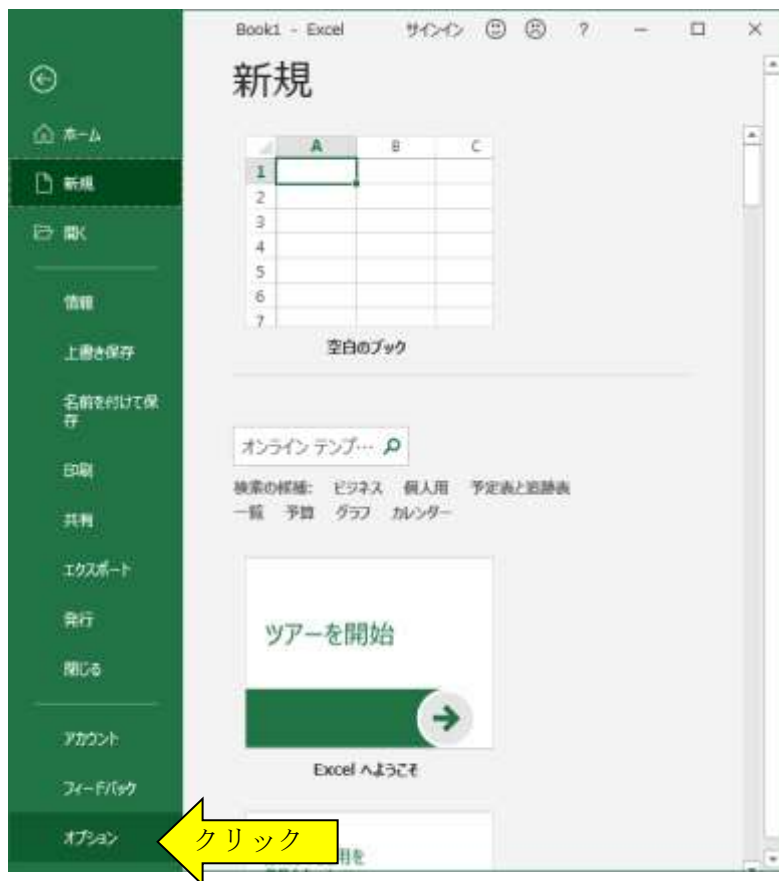 Book1 - Excel
サインイン
?
新規
ホーム
新規
開く
情報
上書き保存
名前を付けて保
存
印刷
共有
エクスポート
発行
閉じる
アカウント
フィードバック
オプション
A B C
1
2
3
4
5
6
7
空白のブック
オンライン テンプ…
検索の候補: ビジネス 個人用 予定表と追跡表
一覧 予算 グラフ カレンダー
ツアーを開始
Excel へようこそ
クリック
用を